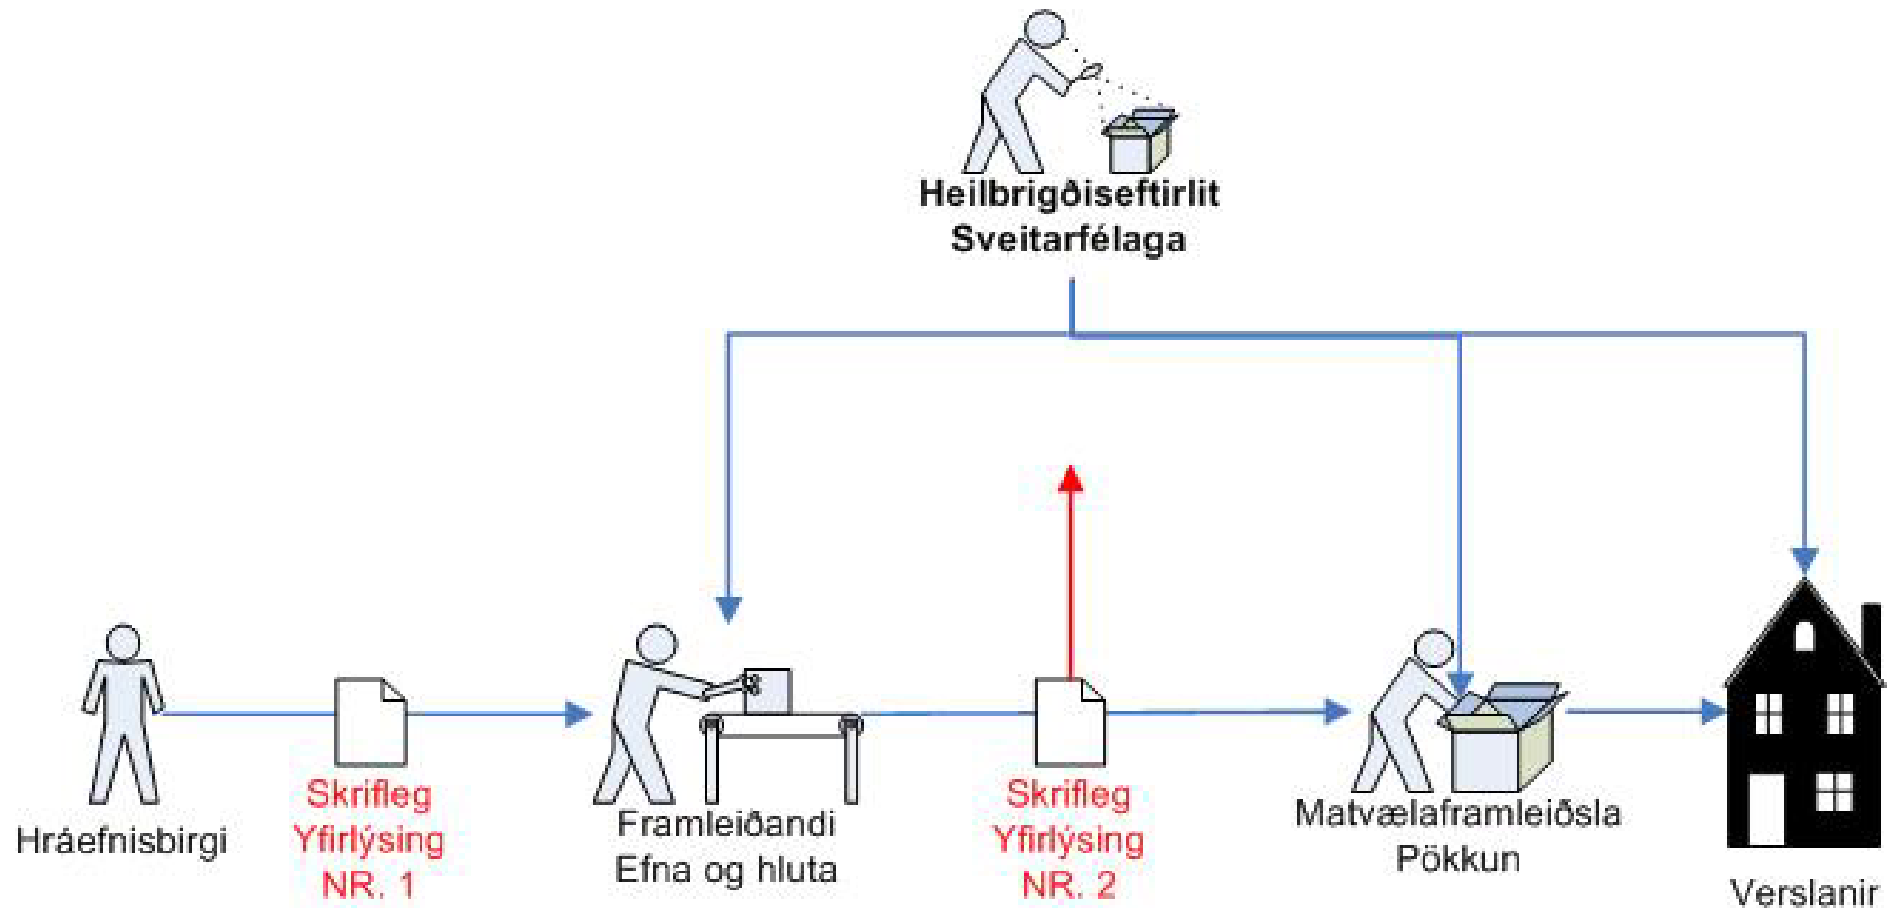 Heilbrigðiseftirlit
Sveitarfélaga
Hráefnisbirgi
Skrifleg
Yfirlýsing
NR. 1
Framleiðandi
Efna og hluta
Skrifleg
Yfirlýsing
NR. 2
Matvælaframleiðsla
Pökkun
Verslanir